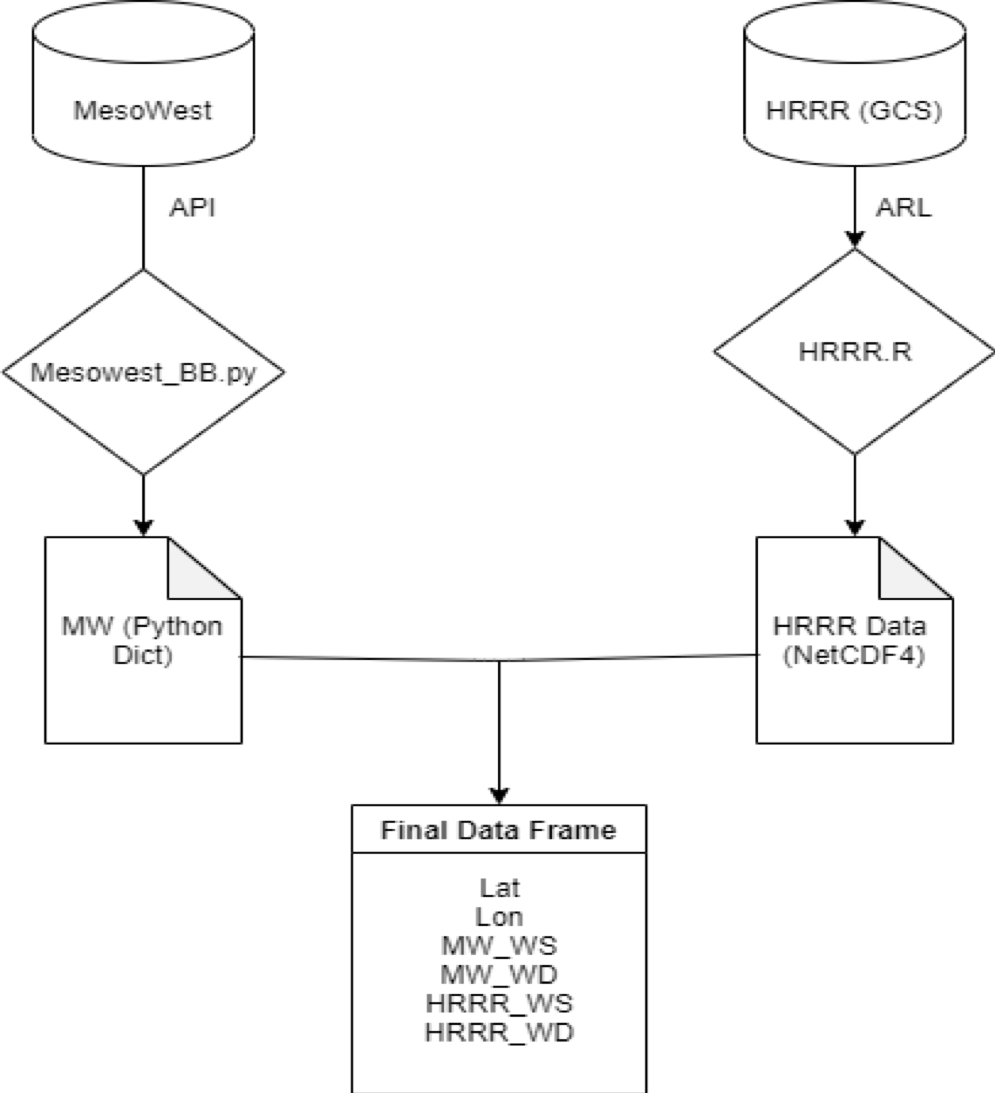 MesoWest
HRRR (GCS)
API
ARL
Mesowest_BB.py
HRRR.R
MW (Python
Dict)
HRRR Data
(NetCDF4)
Final Data Frame
Lat
Lon
MW_WS
MW_WD
HRRR_WS
HRRR_WD